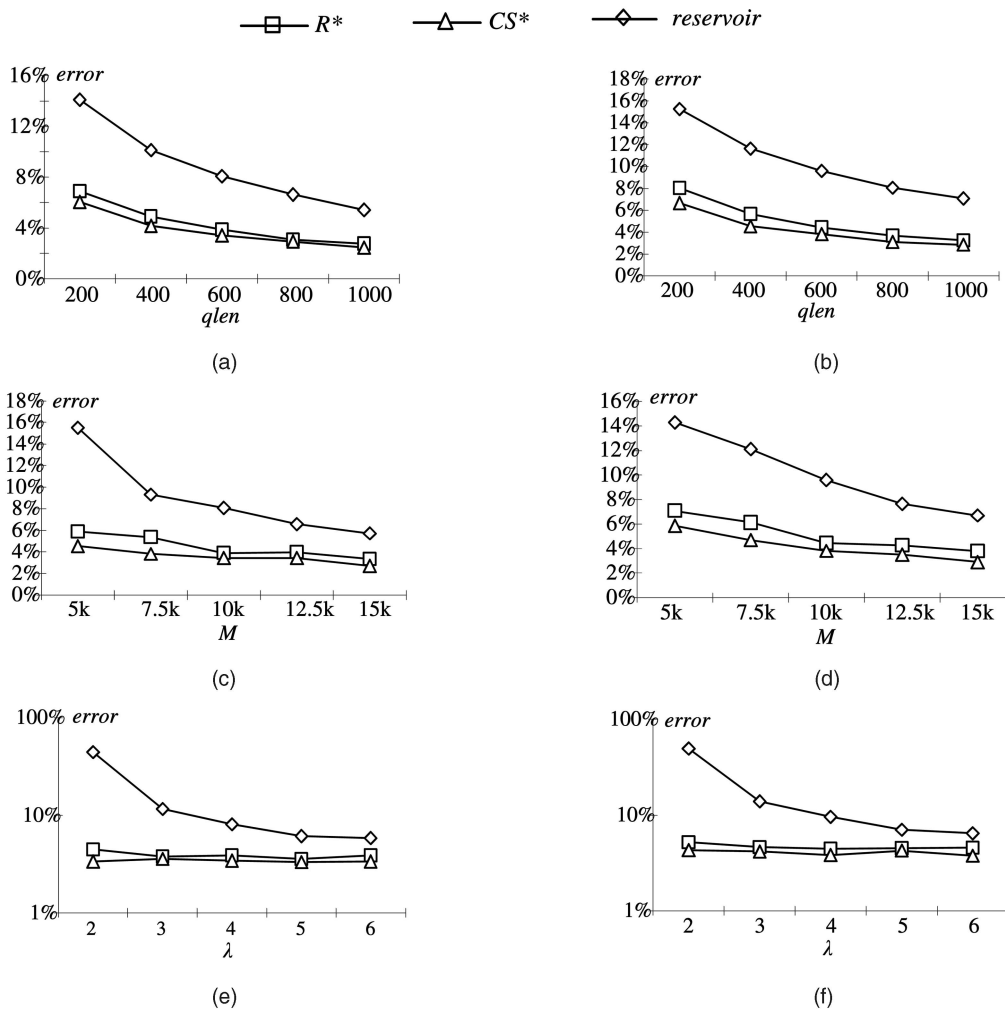 R* CS* reservoir
16% error
12%
8%
4%
0%
200 400 600 800 1000
qlen
(a)
18% error
16%
14%
12%
10%
8%
6%
4%
2%
0%
200 400 600 800 1000
qlen
(b)
18% error
16%
14%
12%
10%
8%
6%
4%
2%
0%
5k 7.5k 10k 12.5k 15k
M
(c)
16% error
14%
12%
10%
8%
6%
4%
2%
0%
5k 7.5k 10k 12.5k 15k
M
(d)
100% error
10%
1%
2 3 4 5 6
λ
(e)
100% error
10%
1%
2 3 4 5 6
λ
(f)